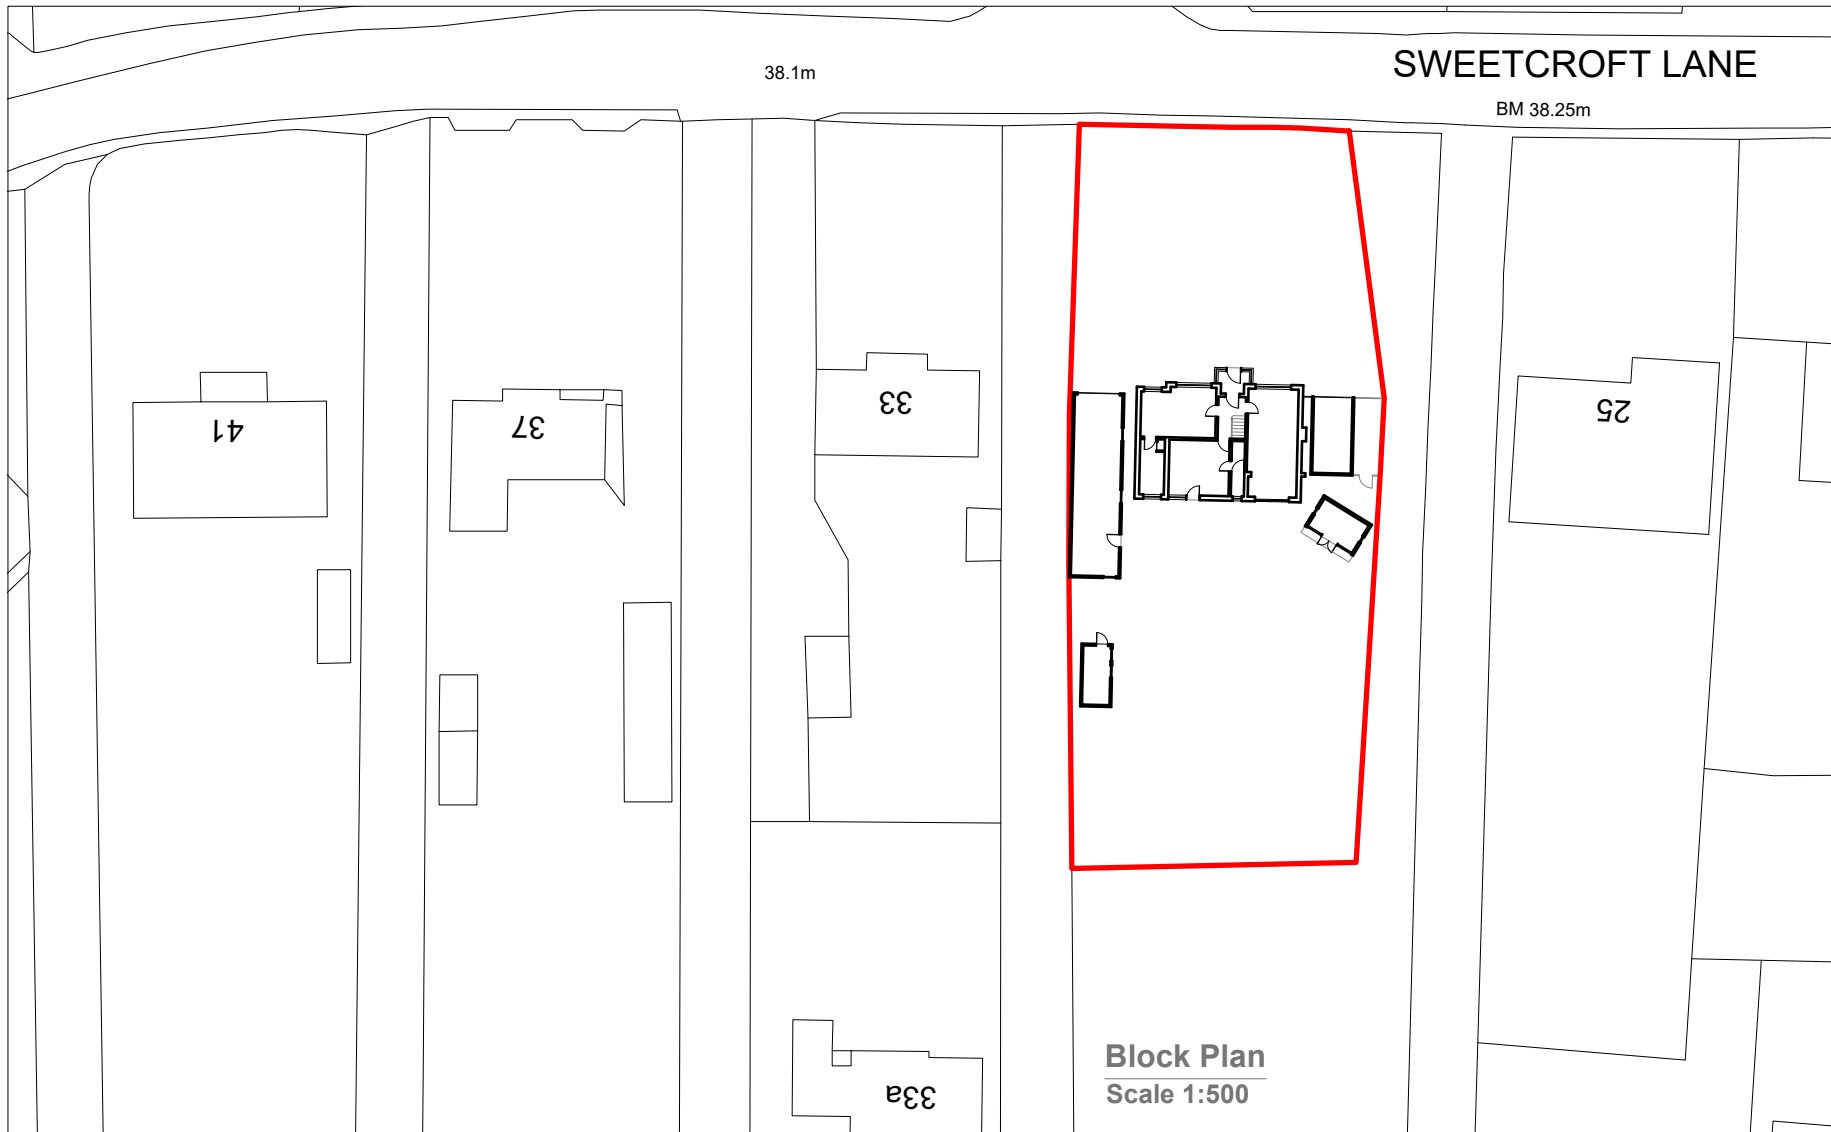 SWEETCROFT LANE
38.1m
BM 38.25m
41
37
33
25
33a
Block Plan
Scale 1:500